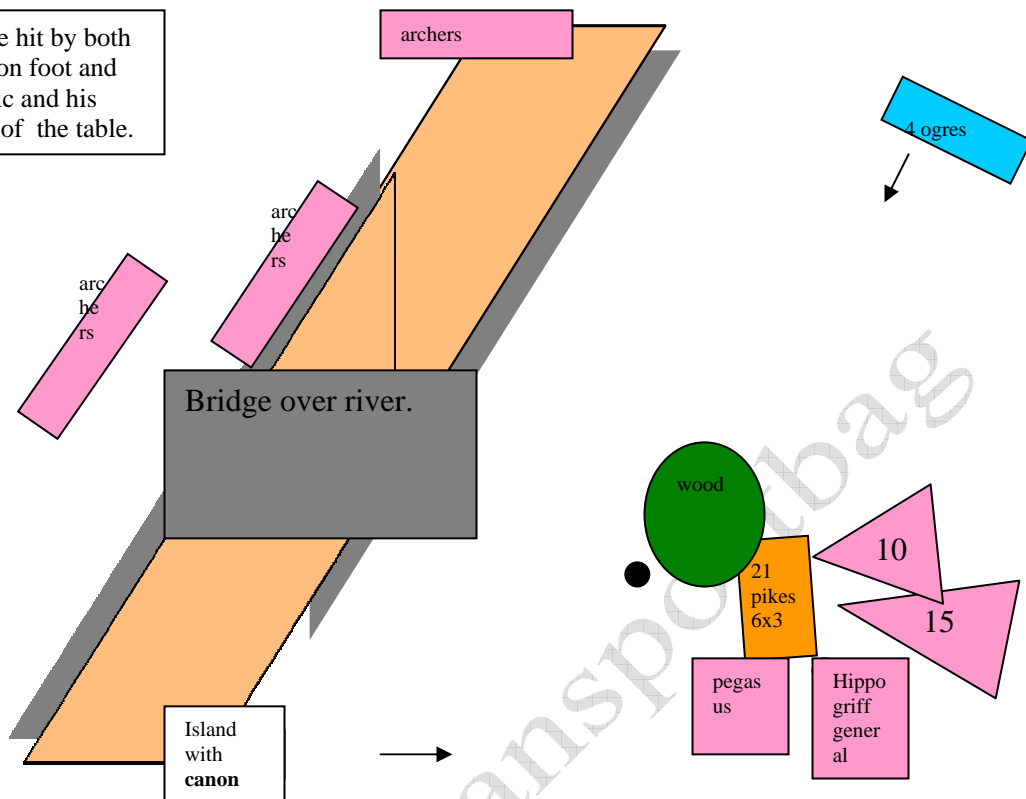 e hit by both
on foot and
ic and his
of the table.
archers
4 ogres
arc
he
rs
arc
he
rs
Bridge over river.
wood
10
21
pikes
6x3
15
pegas
us
Hippo
griff
gener
al
Island
with
canon